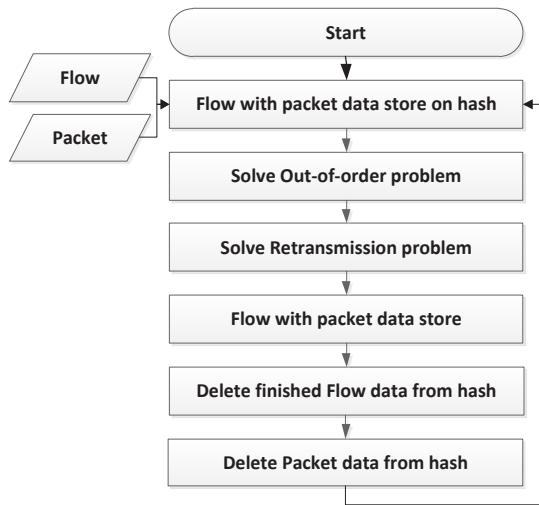 Start
Flow
Packet
Flow with packet data store on hash
Solve Out-of-order problem
Solve Retransmission problem
Flow with packet data store
Delete finished Flow data from hash
Delete Packet data from hash